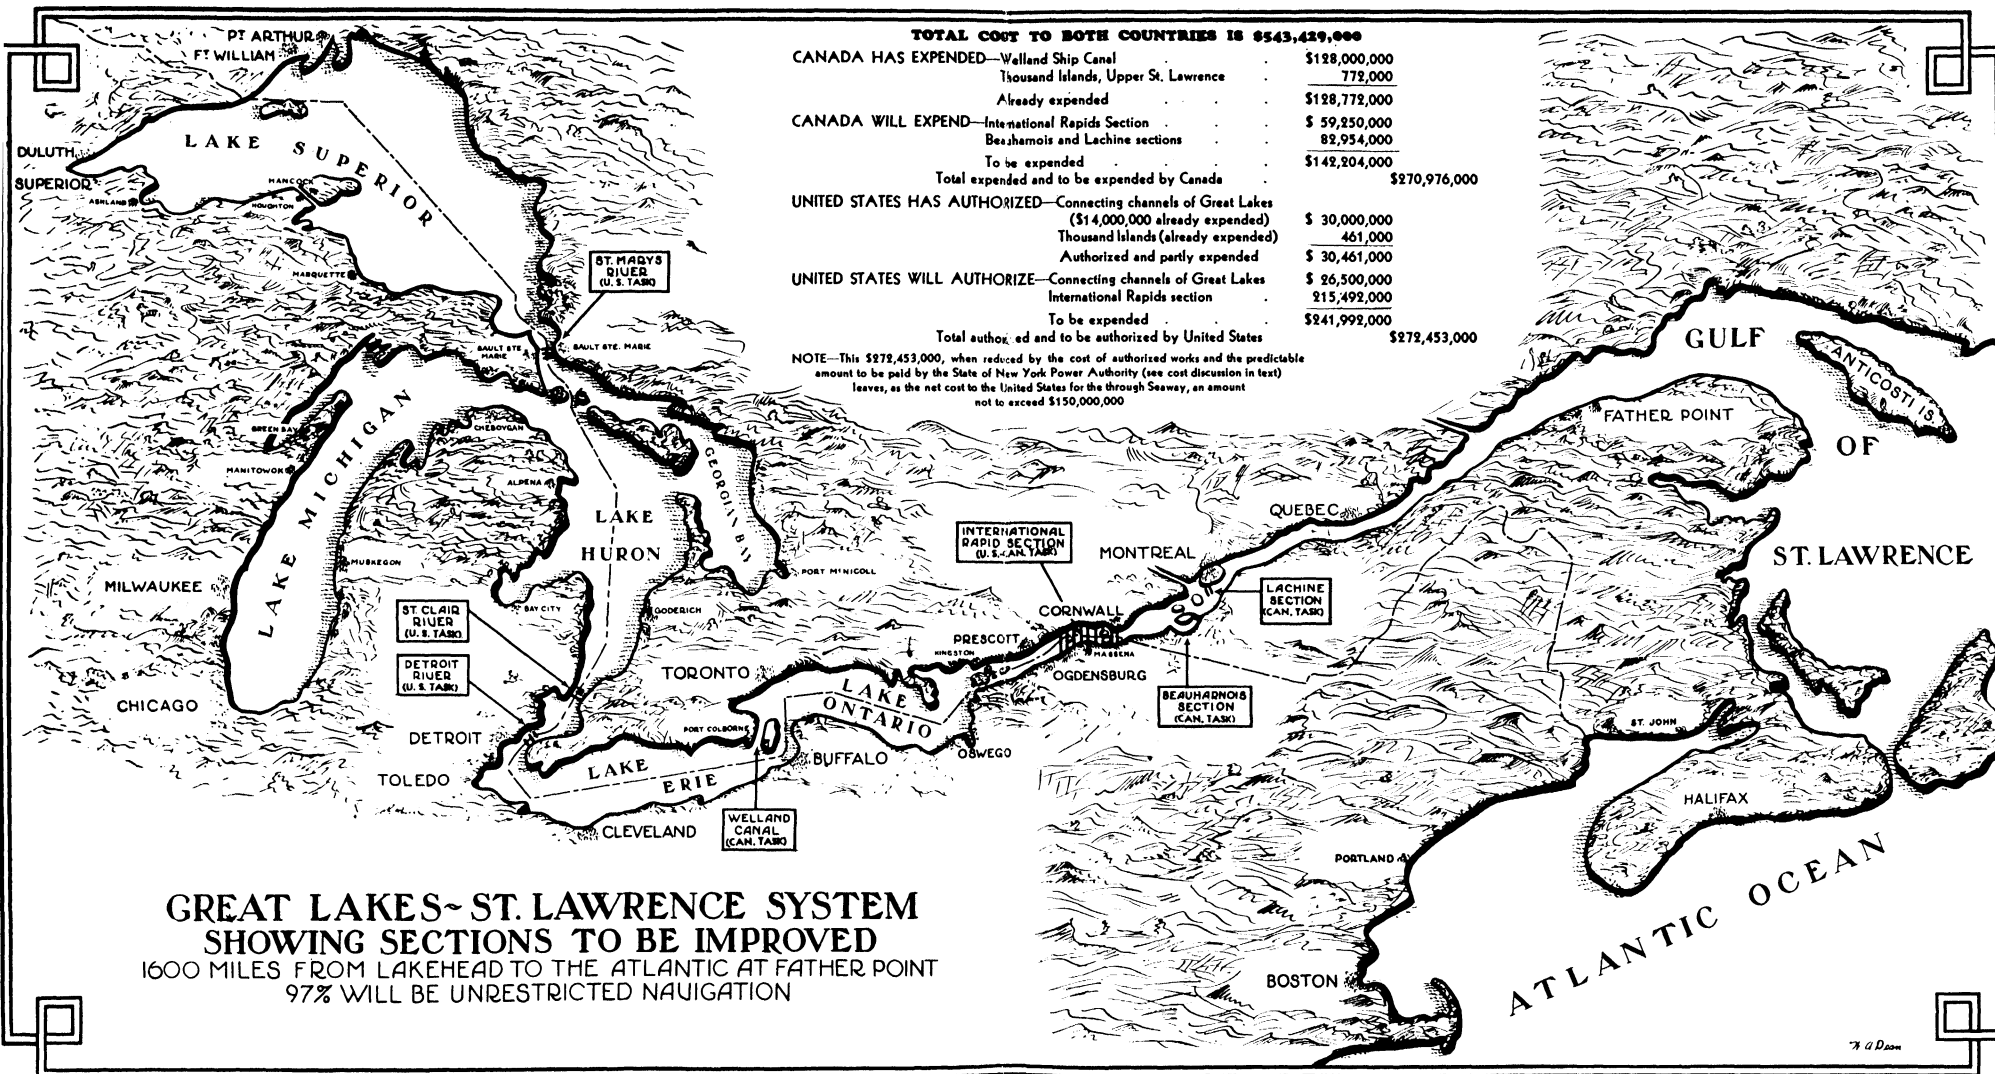 TOTAL COST TO BOTH COUNTRIES IS $543,429,000
CANADA HAS EXPENDED—Welland Ship Canal . . $128,000,000
Thousand Islands, Upper St. Lawrence . 772,000
Already expended . . . $128,772,000
CANADA WILL EXPEND—International Rapids Section . . . $ 59,250,000
Beauharnois and Lachine sections . . 82,954,000
To be expended . . . . $142,204,000
Total expended and to be expended by Canada . $270,976,000
UNITED STATES HAS AUTHORIZED—Connecting channels of Great Lakes
($14,000,000 already expended) $ 30,000,000
Thousand Islands (already expended) 461,000
Authorized and partly expended $ 30,461,000
UNITED STATES WILL AUTHORIZE—Connecting channels of Great Lakes $ 26,500,000
International Rapids section . 215,492,000
To be expended . . . $241,992,000
Total author ed and to be authorized by United States $272,453,000
NOTE—This $272,453,000, when reduced by the cost of authorized works and the predictable
amount to be paid by the State of New York Power Authority (see cost discussion in text)
leaves, as the net cost to the United States for the through Seaway, an amount
not to exceed $150,000,000
PT ARTHUR
FT WILLIAM
LAKE SUPERIOR
DULUTH
SUPERIOR
ASHLAND
HANCOCK
HOUGHTON
MARQUETTE
ST. MARYS
RIVER
(U. S. TASK)
SAULT STE
MARIE
SAULT STE. MARIE
GREEN BAY
MANITOWOK
LAKE MICHIGAN
CHEBOYGAN
ALPENA
GEORGIAN BAY
LAKE
HURON
MILWAUKEE
MUSKEGON
BAY CITY
PORT McNICOLL
GODERICH
ST. CLAIR
RIVER
(U. S. TASK)
DETROIT
RIVER
(U. S. TASK)
CHICAGO
DETROIT
TOLEDO
TORONTO
PORT COLBORNE
LAKE
ERIE
CLEVELAND
WELLAND
CANAL
(CAN. TASK)
BUFFALO
LAKE
ONTARIO
OSWEGO
KINGSTON
PRESCOTT
OGDENSBURG
CORNWALL
MASSENA
INTERNATIONAL
RAPID SECTION
(U. S.-CAN. TASK)
MONTREAL
LACHINE
SECTION
(CAN. TASK)
BEAUHARNOIS
SECTION
(CAN. TASK)
QUEBEC
FATHER POINT
GULF
OF
ST. LAWRENCE
ANTICOSTI IS.
ST. JOHN
HALIFAX
PORTLAND
BOSTON
ATLANTIC OCEAN
GREAT LAKES~ST. LAWRENCE SYSTEM
SHOWING SECTIONS TO BE IMPROVED
1600 MILES FROM LAKEHEAD TO THE ATLANTIC AT FATHER POINT
97% WILL BE UNRESTRICTED NAVIGATION